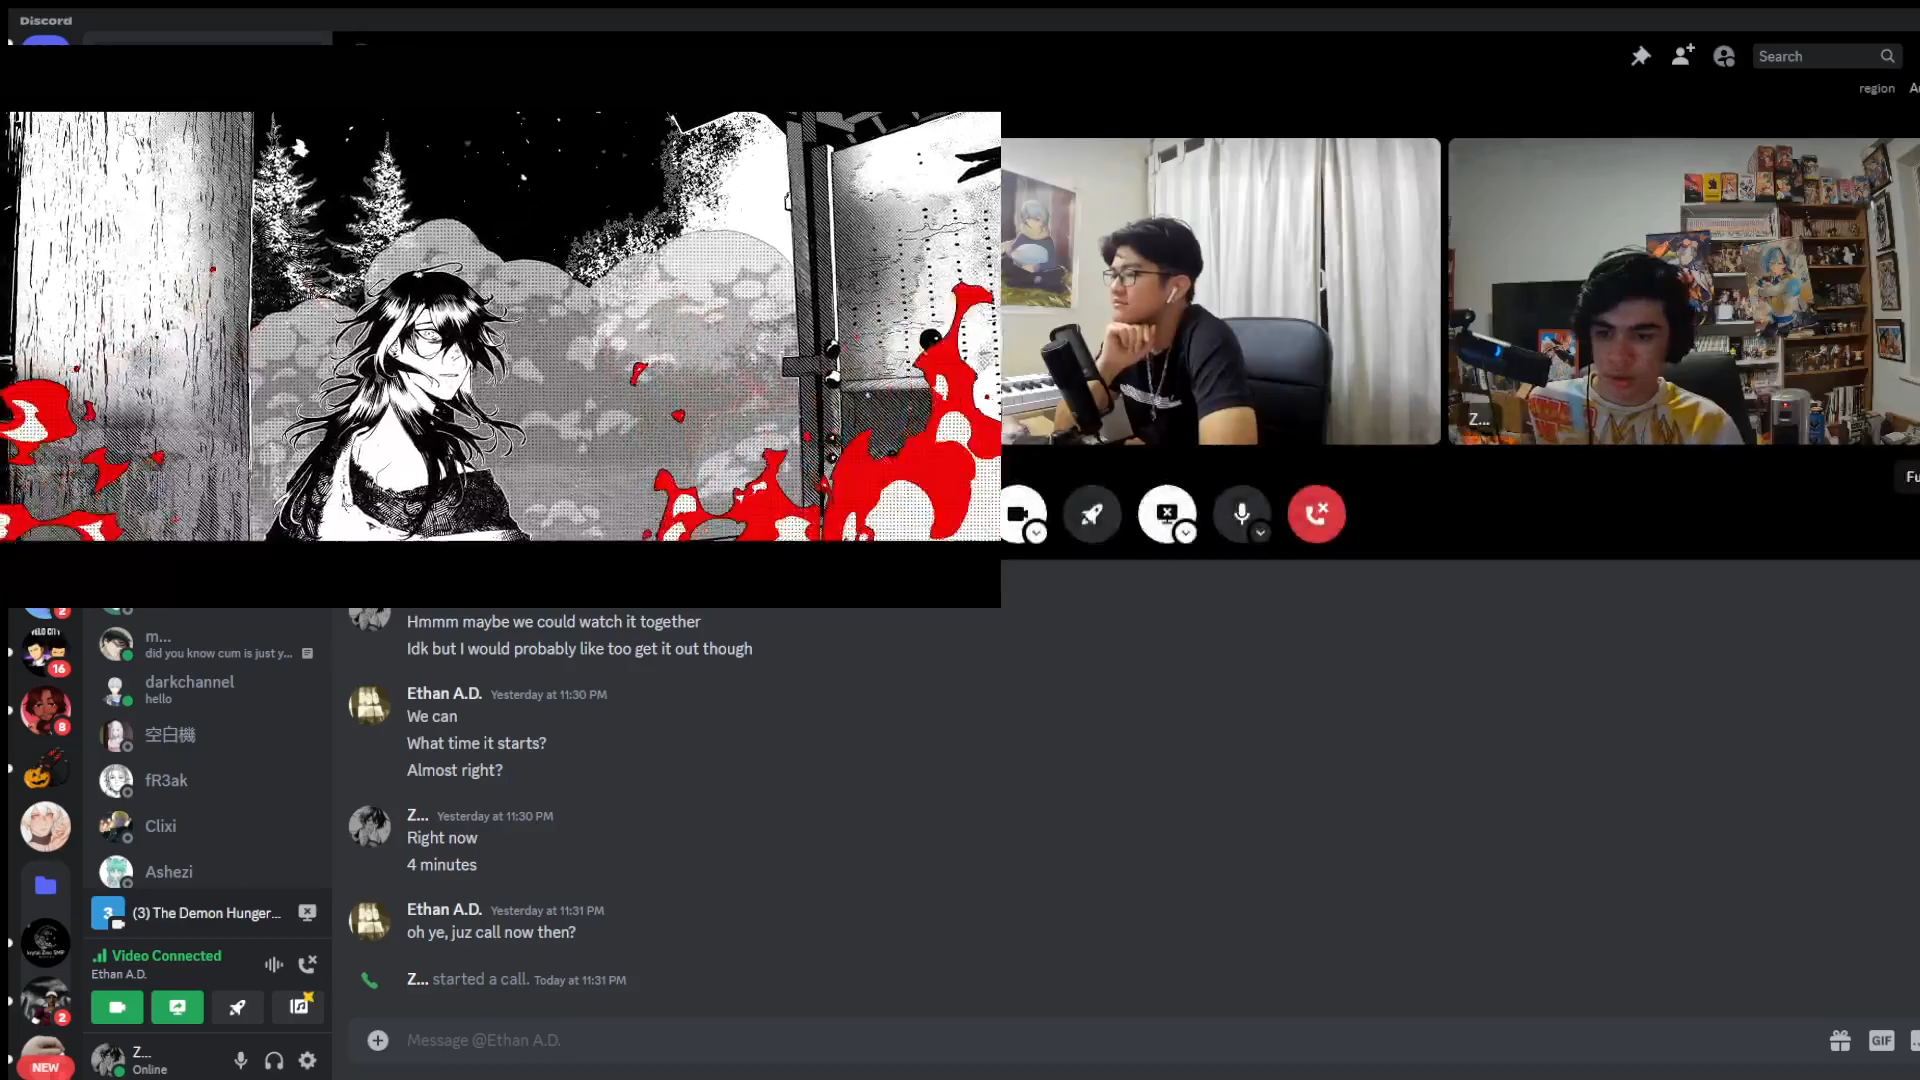 Discord
Search
region
Z...
Hmmm maybe we could watch it together
Idk but I would probably like too get it out though
Ethan A.D. Yesterday at 11:30 PM
We can
What time it starts?
Almost right?
Z... Yesterday at 11:30 PM
Right now
4 minutes
Ethan A.D. Yesterday at 11:31 PM
oh ye, juz call now then?
Z... started a call. Today at 11:31 PM
Message @Ethan A.D.
GIF
2
16
8
2
NEW
m...
did you know cum is just y...
darkchannel
hello
空白機
fR3ak
Clixi
Ashezi
3
(3) The Demon Hunger...
Video Connected
Ethan A.D.
Z...
Online